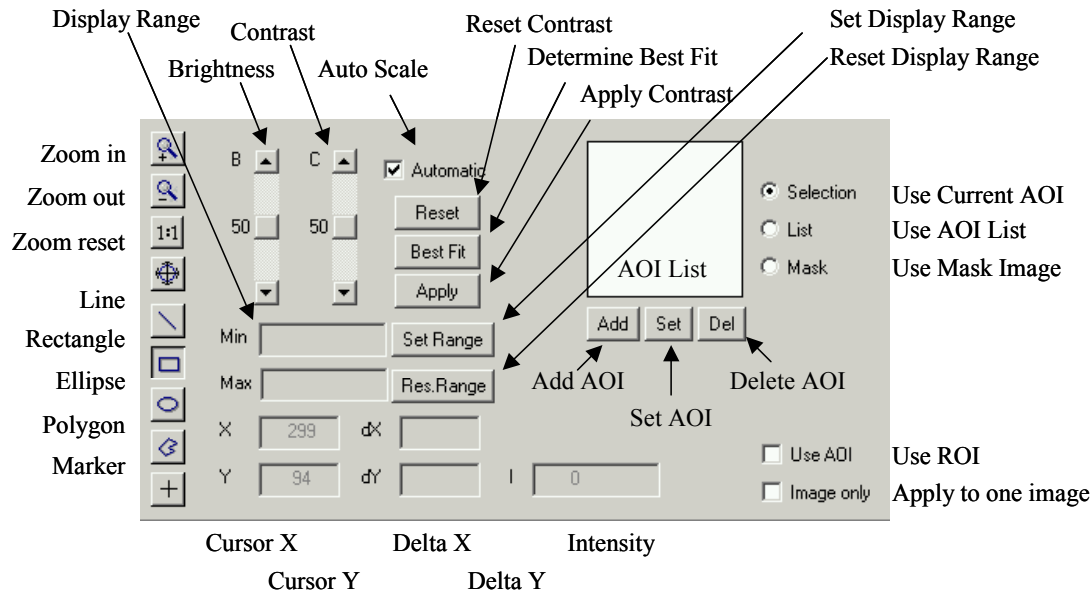 Display Range
Contrast
Reset Contrast
Set Display Range
Brightness
Auto Scale
Determine Best Fit
Reset Display Range
Apply Contrast
Zoom in
B
C
Automatic
Zoom out
Reset
Selection
Use Current AOI
Zoom reset
1:1
50
50
Best Fit
List
Use AOI List
AOI List
Mask
Use Mask Image
Apply
Line
Rectangle
Min
Set Range
Add
Set
Del
Ellipse
Max
Res.Range
Add AOI
Delete AOI
Set AOI
Polygon
X
299
dX
Use AOI
Use ROI
Marker
Y
94
dY
I
0
Image only
Apply to one image
Cursor X
Delta X
Intensity
Cursor Y
Delta Y